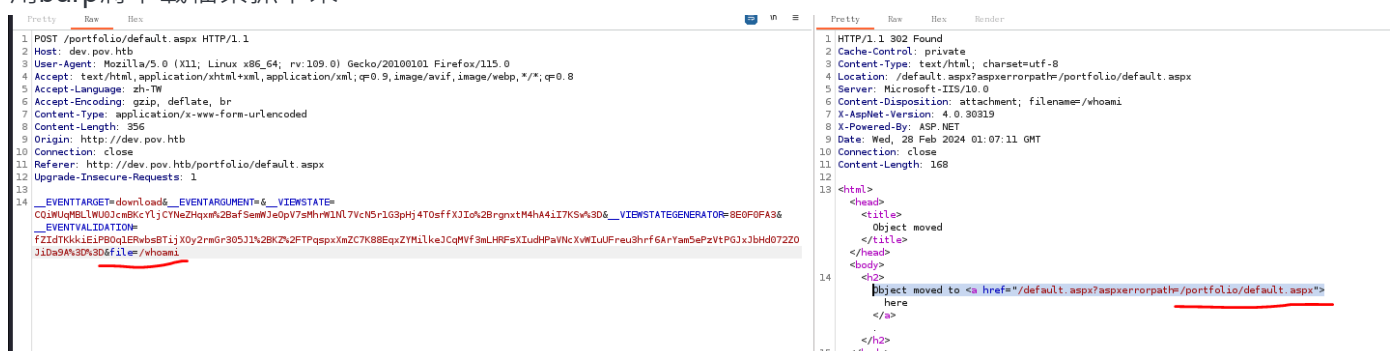 Pretty Raw Hex
\n ≡
1 POST /portfolio/default.aspx HTTP/1.1
2 Host: dev.pov.htb
3 User-Agent: Mozilla/5.0 (X11; Linux x86_64; rv:109.0) Gecko/20100101 Firefox/115.0
4 Accept: text/html,application/xhtml+xml,application/xml;q=0.9,image/avif,image/webp,*/*;q=0.8
5 Accept-Language: zh-TW
6 Accept-Encoding: gzip, deflate, br
7 Content-Type: application/x-www-form-urlencoded
8 Content-Length: 356
9 Origin: http://dev.pov.htb
10 Connection: close
11 Referer: http://dev.pov.htb/portfolio/default.aspx
12 Upgrade-Insecure-Requests: 1
13
14 __EVENTTARGET=download&__EVENTARGUMENT=&__VIEWSTATE=
CQiWUqMBLlWU0JcmBKcYljCYNeZHqxm%2BafSemWJeOpV7sMhrW1Nl7VcN5r1G3pHj4TOsffXJIo%2BrgnxtM4hA4iI7KSw%3D&__VIEWSTATEGENERATOR=8E0F0FA3&
__EVENTVALIDATION=
fZIdTKkkiEiPBOq1ERwbsBTijXOy2rmGr305J1%2BKZ%2FTPqspxXmZC7K88EqxZYMilkeJCqMVf3mLHRFsXIudHPaVNcXvWIuUFreu3hrf6ArYam5ePzVtPGJxJbHd072ZO
JiDa9A%3D%3D&file=/whoami
Pretty Raw Hex Render
1 HTTP/1.1 302 Found
2 Cache-Control: private
3 Content-Type: text/html; charset=utf-8
4 Location: /default.aspx?aspxerrorpath=/portfolio/default.aspx
5 Server: Microsoft-IIS/10.0
6 Content-Disposition: attachment; filename=/whoami
7 X-AspNet-Version: 4.0.30319
8 X-Powered-By: ASP.NET
9 Date: Wed, 28 Feb 2024 01:07:11 GMT
10 Connection: close
11 Content-Length: 168
12
13 <html>
<head>
<title>
Object moved
</title>
</head>
<body>
14 <h2>
Object moved to <a href="/default.aspx?aspxerrorpath=/portfolio/default.aspx">
here
</a>
.
</h2>